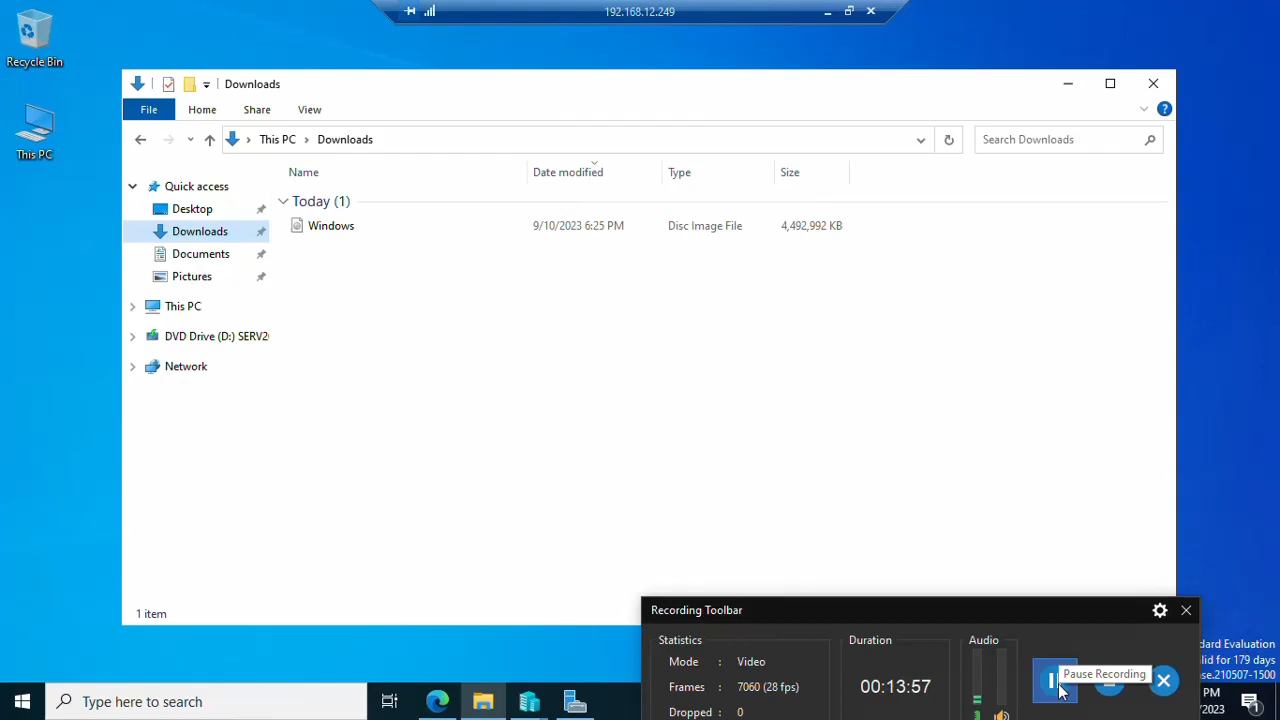 192.168.12.249
Recycle Bin
This PC
Downloads
File Home Share View
This PC Downloads
Search Downloads
Name Date modified Type Size
Quick access
Desktop
Downloads
Documents
Pictures
This PC
DVD Drive (D:) SERV2
Network
Today (1)
Windows 9/10/2023 6:25 PM Disc Image File 4,492,992 KB
1 item
Recording Toolbar
Statistics
Mode : Video
Frames : 7060 (28 fps)
Dropped : 0
Duration
00:13:57
Audio
Pause Recording
dard Evaluation
lid for 179 days
se.210507-1500
Type here to search
PM
/2023
1